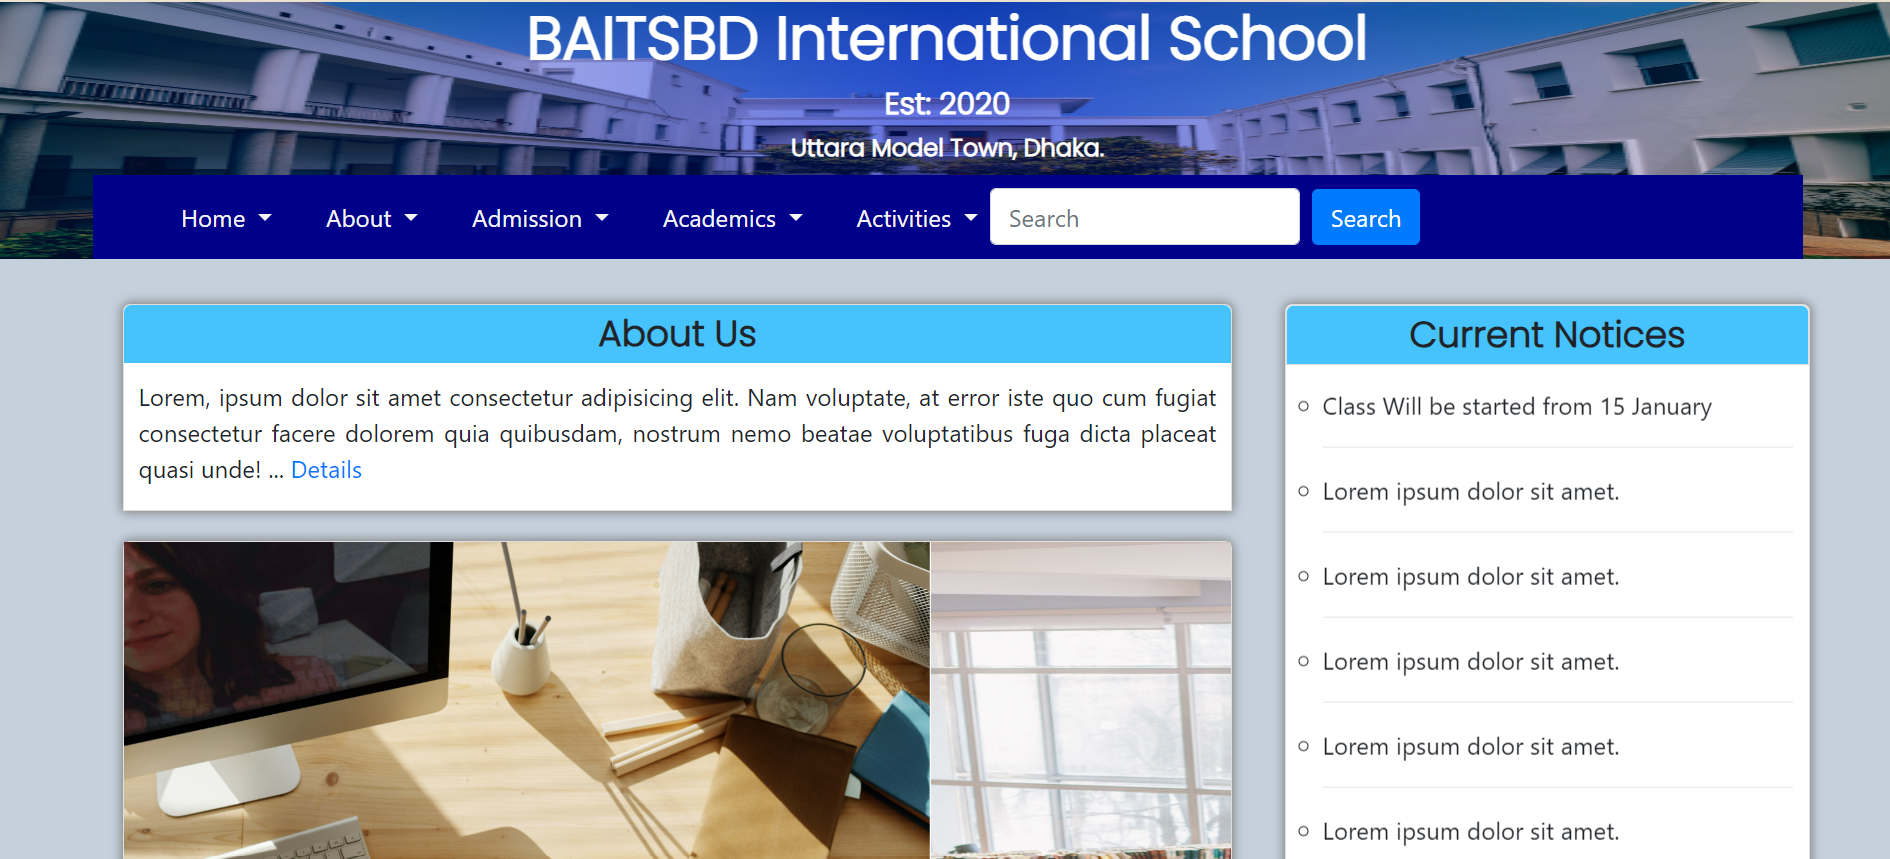 BAITSBD International School
Est: 2020
Uttara Model Town, Dhaka.
Home About Admission Academics Activities Search Search
About Us
Lorem, ipsum dolor sit amet consectetur adipisicing elit. Nam voluptate, at error iste quo cum fugiat
consectetur facere dolorem quia quibusdam, nostrum nemo beatae voluptatibus fuga dicta placeat
quasi unde! ... Details
Current Notices
Class Will be started from 15 January
Lorem ipsum dolor sit amet.
Lorem ipsum dolor sit amet.
Lorem ipsum dolor sit amet.
Lorem ipsum dolor sit amet.
Lorem ipsum dolor sit amet.